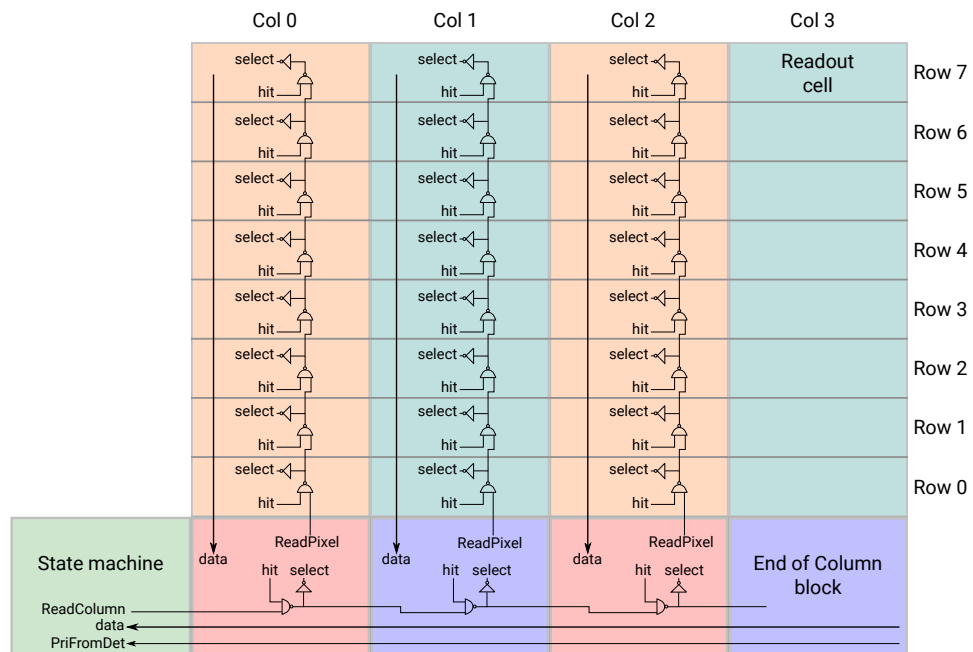 Col 0 Col 1 Col 2 Col 3
select select select Readout cell Row 7
hit hit hit
select select select Row 6
hit hit hit
select select select Row 5
hit hit hit
select select select Row 4
hit hit hit
select select select Row 3
hit hit hit
select select select Row 2
hit hit hit
select select select Row 1
hit hit hit
select select select Row 0
hit hit hit
ReadPixel ReadPixel ReadPixel
State machine data data data End of Column block
hit select hit select hit select
ReadColumn
data
PriFromDet